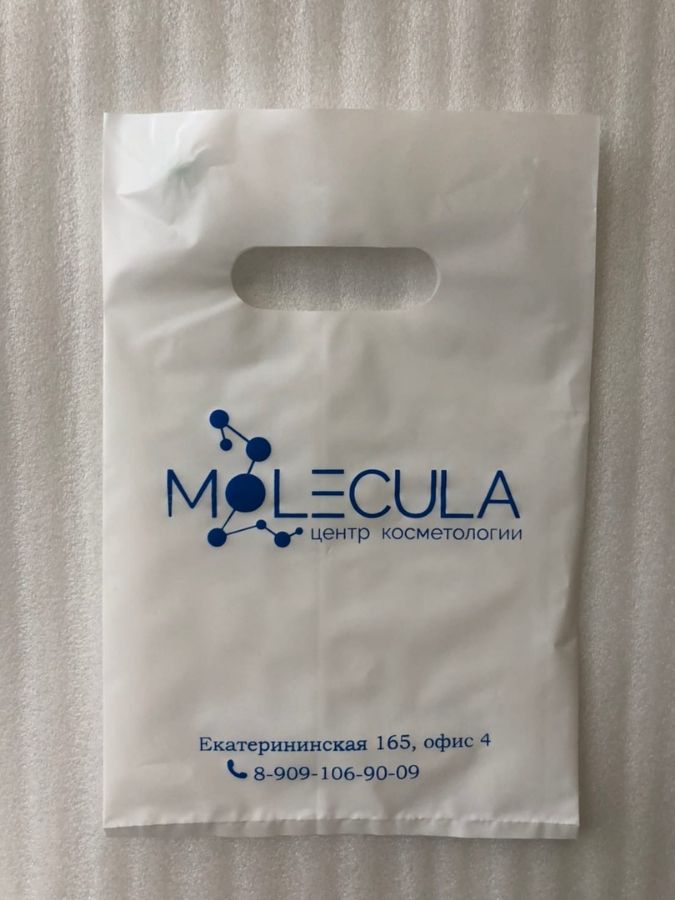 MOLECULA
центр косметологии
Екатерининская 165, офис 4
8-909-106-90-09